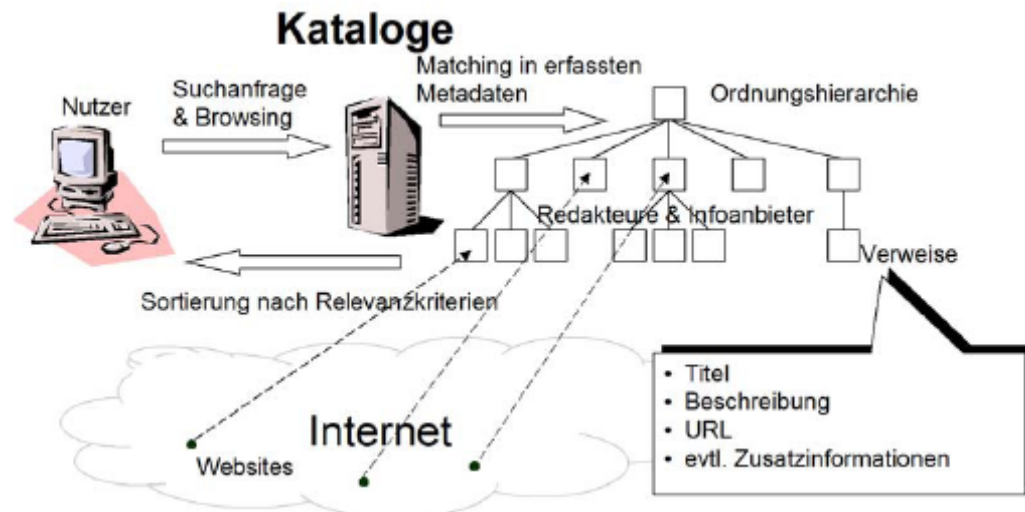 Kataloge
Nutzer
Suchanfrage
& Browsing
Matching in erfassten
Metadaten
Ordnungshierarchie
Redakteure & Infoanbieter
Verweise
Sortierung nach Relevanzkriterien
Internet
Websites
• Titel
• Beschreibung
• URL
• evtl. Zusatzinformationen